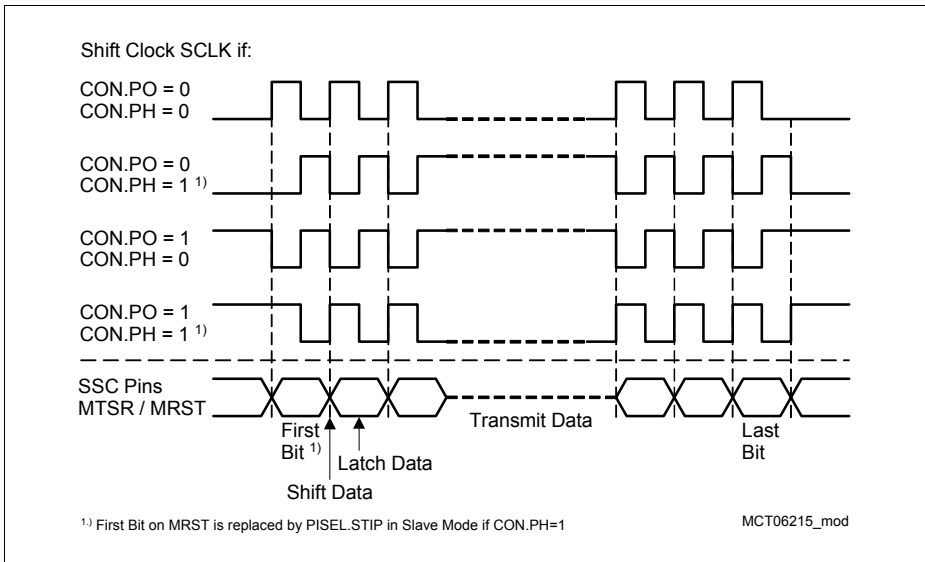 Shift Clock SCLK if:
CON.PO = 0
CON.PH = 0
CON.PO = 0
CON.PH = 1 1)
CON.PO = 1
CON.PH = 0
CON.PO = 1
CON.PH = 1 1)
SSC Pins
MTSR / MRST
Transmit Data
First
Bit 1)
Last
Bit
Latch Data
Shift Data
1.) First Bit on MRST is replaced by PISEL.STIP in Slave Mode if CON.PH=1
MCT06215_mod